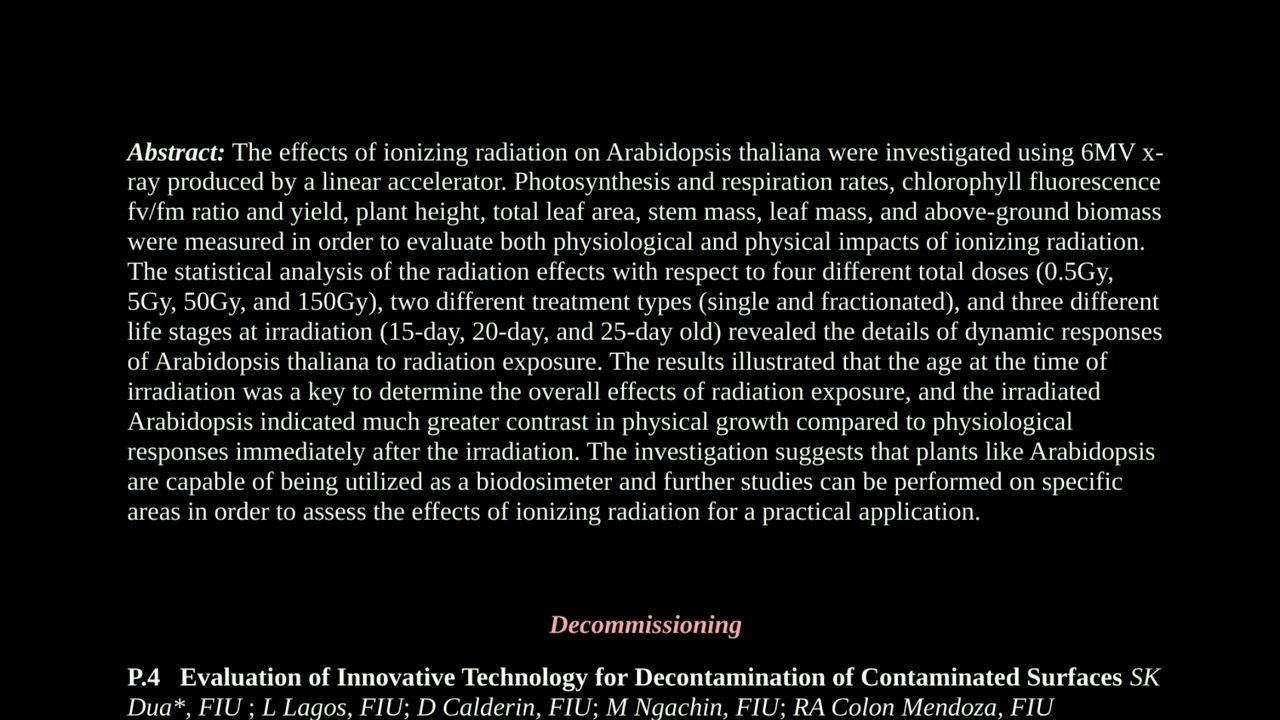 Abstract: The effects of ionizing radiation on Arabidopsis thaliana were investigated using 6MV x-
ray produced by a linear accelerator. Photosynthesis and respiration rates, chlorophyll fluorescence
fv/fm ratio and yield, plant height, total leaf area, stem mass, leaf mass, and above-ground biomass
were measured in order to evaluate both physiological and physical impacts of ionizing radiation.
The statistical analysis of the radiation effects with respect to four different total doses (0.5Gy,
5Gy, 50Gy, and 150Gy), two different treatment types (single and fractionated), and three different
life stages at irradiation (15-day, 20-day, and 25-day old) revealed the details of dynamic responses
of Arabidopsis thaliana to radiation exposure. The results illustrated that the age at the time of
irradiation was a key to determine the overall effects of radiation exposure, and the irradiated
Arabidopsis indicated much greater contrast in physical growth compared to physiological
responses immediately after the irradiation. The investigation suggests that plants like Arabidopsis
are capable of being utilized as a biodosimeter and further studies can be performed on specific
areas in order to assess the effects of ionizing radiation for a practical application.
Decommissioning
P.4 Evaluation of Innovative Technology for Decontamination of Contaminated Surfaces SK
Dua*, FIU ; L Lagos, FIU; D Calderin, FIU; M Ngachin, FIU; RA Colon Mendoza, FIU